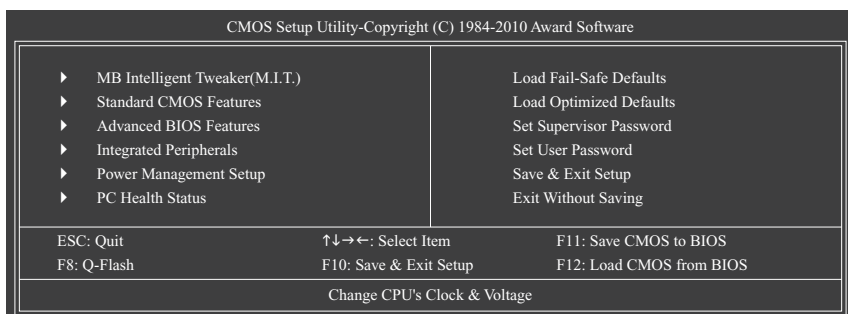 CMOS Setup Utility-Copyright (C) 1984-2010 Award Software
MB Intelligent Tweaker(M.I.T.)
Standard CMOS Features
Advanced BIOS Features
Integrated Peripherals
Power Management Setup
PC Health Status
Load Fail-Safe Defaults
Load Optimized Defaults
Set Supervisor Password
Set User Password
Save & Exit Setup
Exit Without Saving
ESC: Quit ↑↓→←: Select Item F11: Save CMOS to BIOS
F8: Q-Flash F10: Save & Exit Setup F12: Load CMOS from BIOS
Change CPU's Clock & Voltage